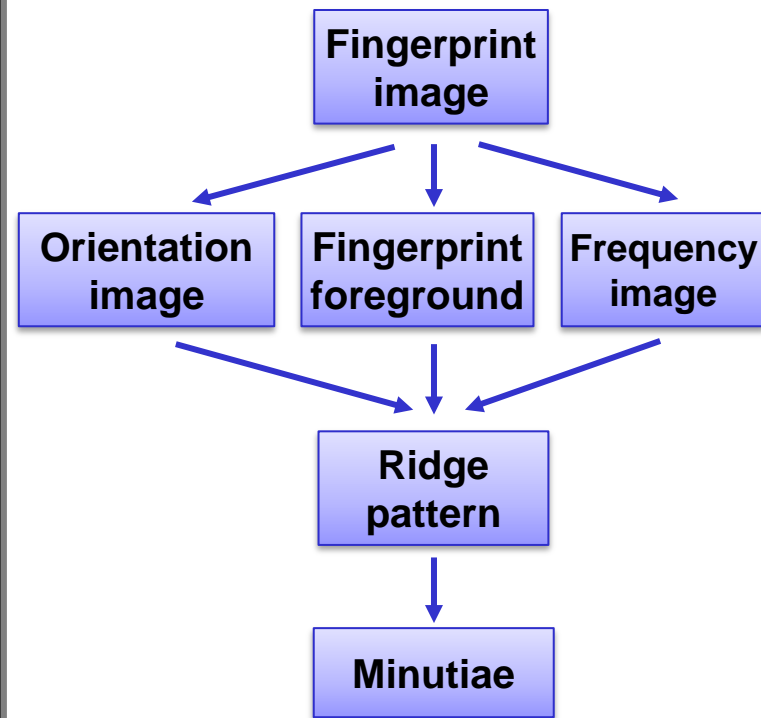 Fingerprint
image
Orientation
image
Fingerprint
foreground
Frequency
image
Ridge
pattern
Minutiae